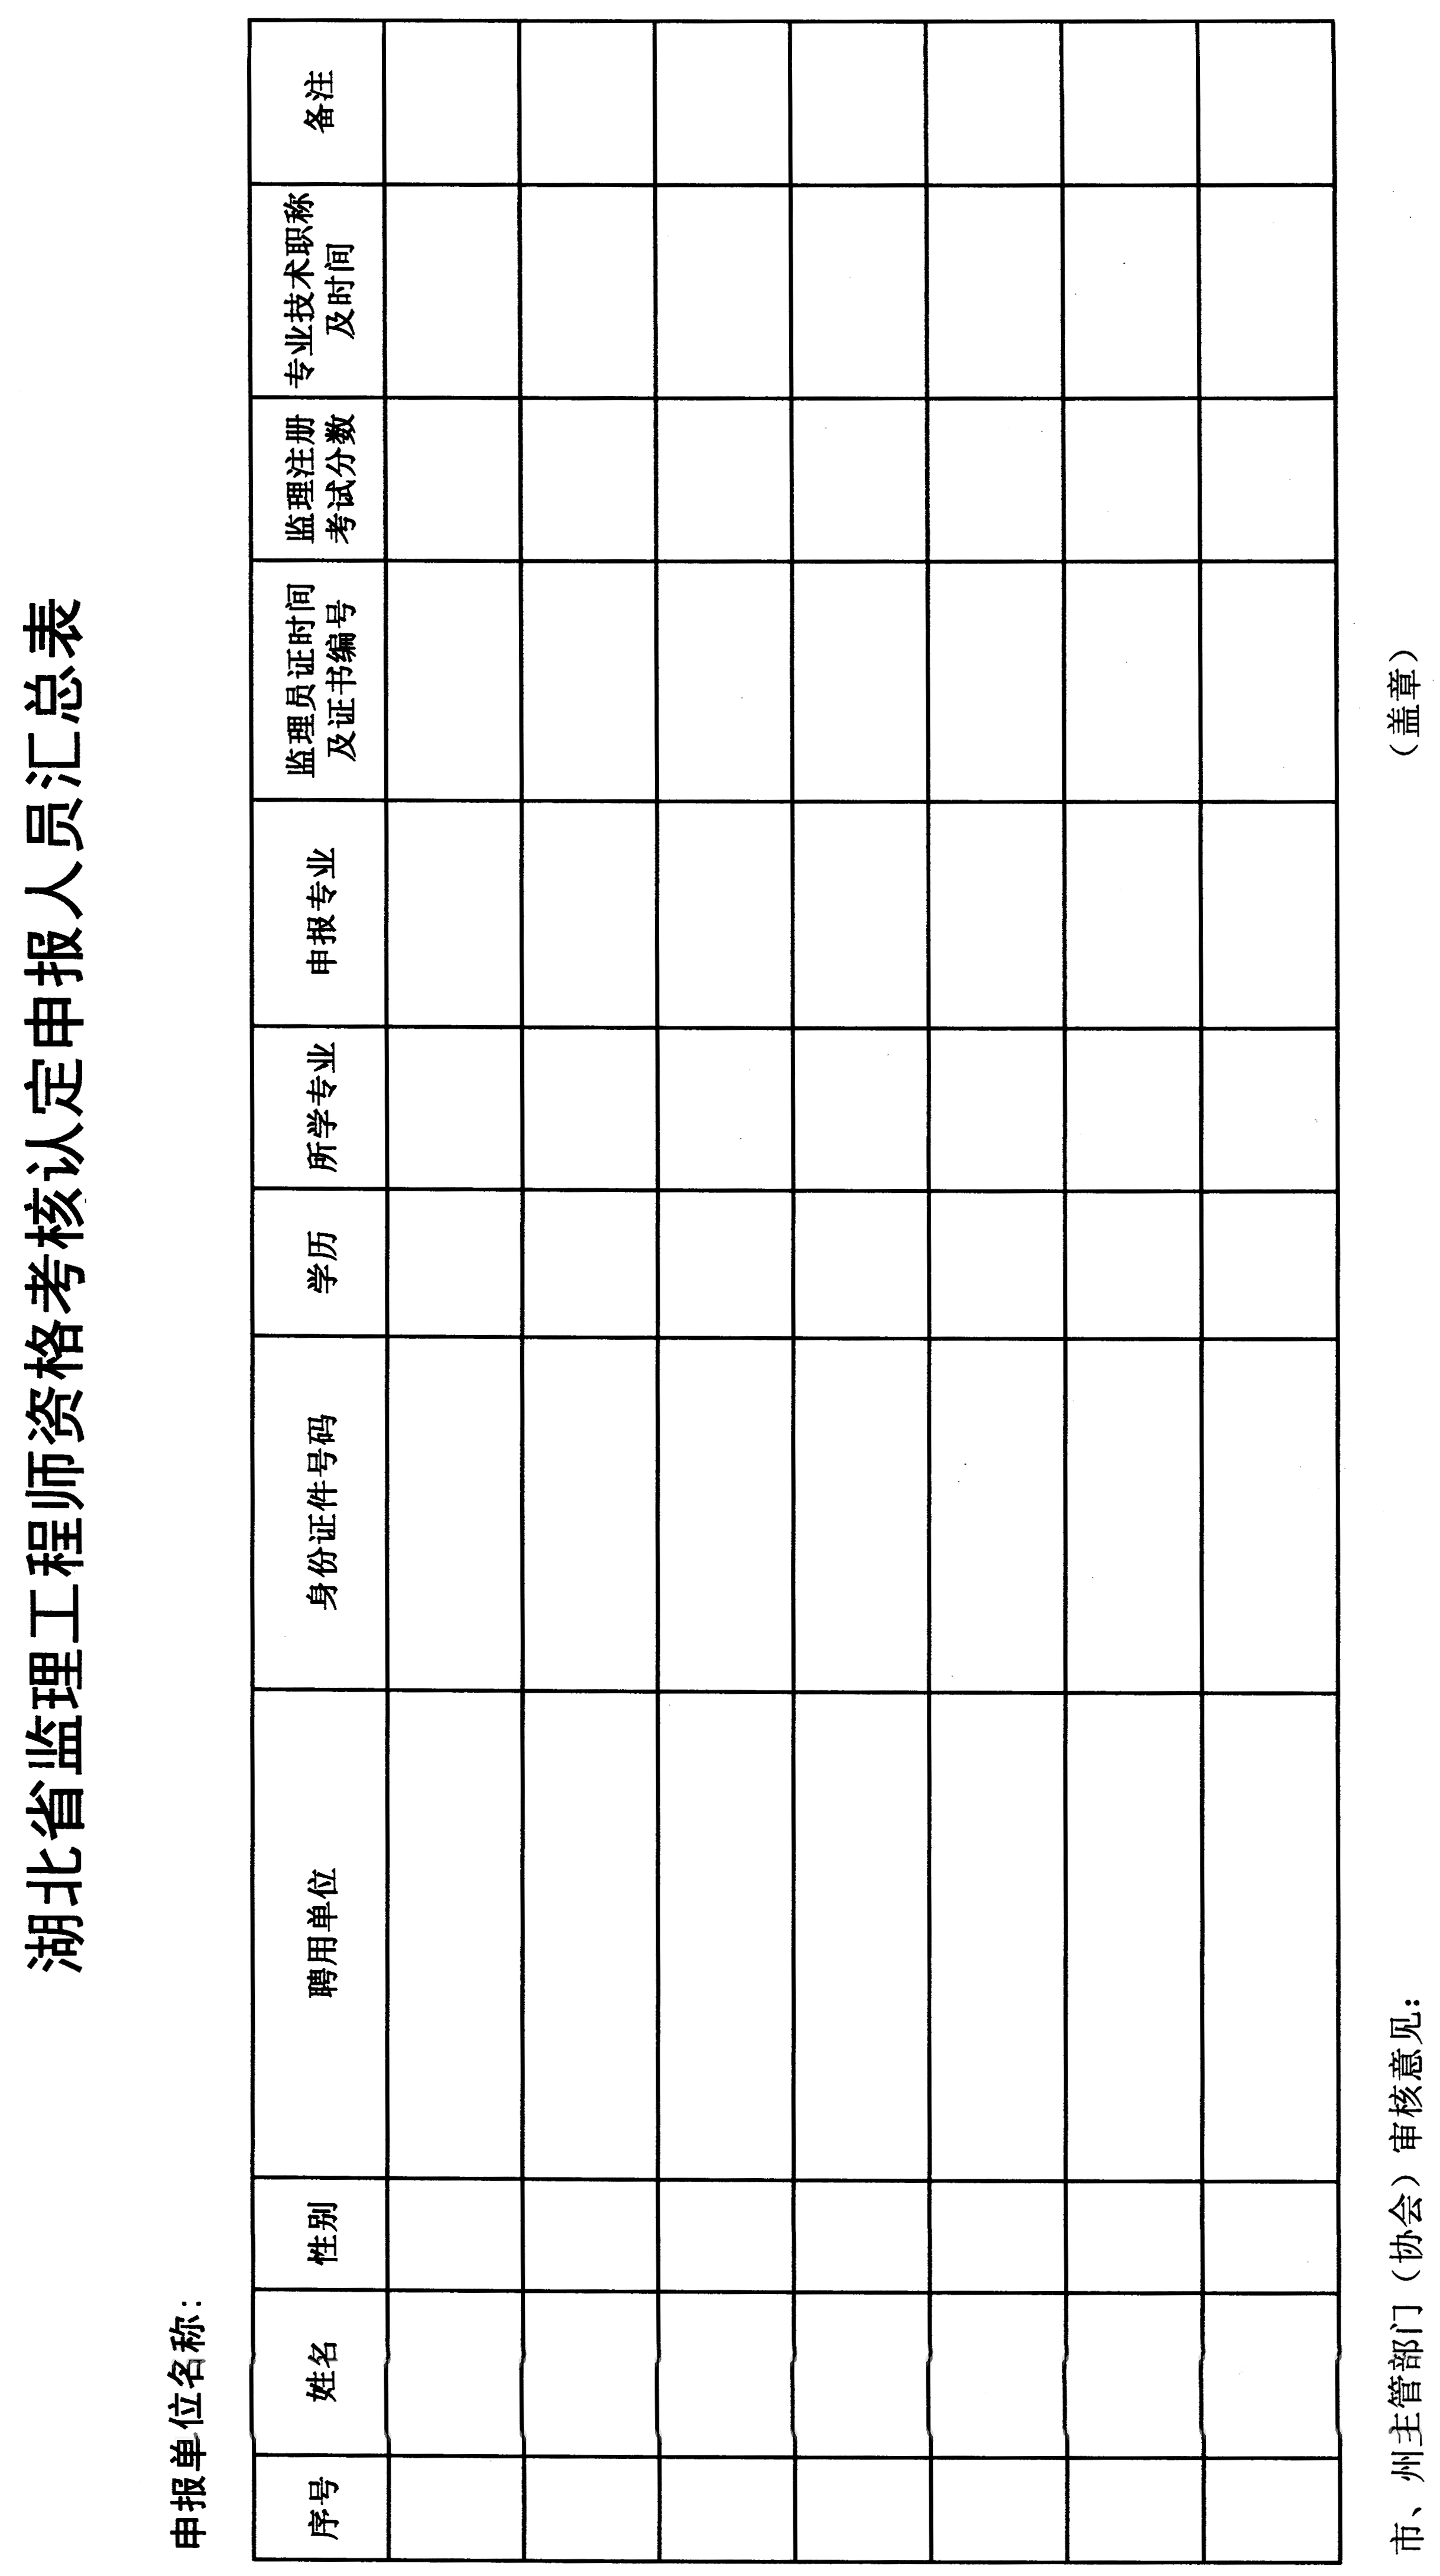 湖北省监理工程师资格考核认定申报人员汇总表
申报单位名称：
序号
姓名
性别
聘用单位
身份证件号码
学历
所学专业
申报专业
监理员证时间
及证书编号
监理注册
考试分数
专业技术职称
及时间
备注
市、州主管部门（协会）审核意见：
（盖章）